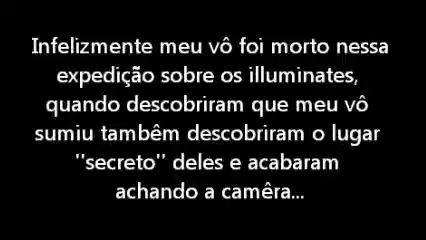 Infelizmente meu vô foi morto nessa
expedição sobre os illuminates,
quando descobriram que meu vô
sumiu tambêm descobriram o lugar
''secreto'' deles e acabaram
achando a camêra...